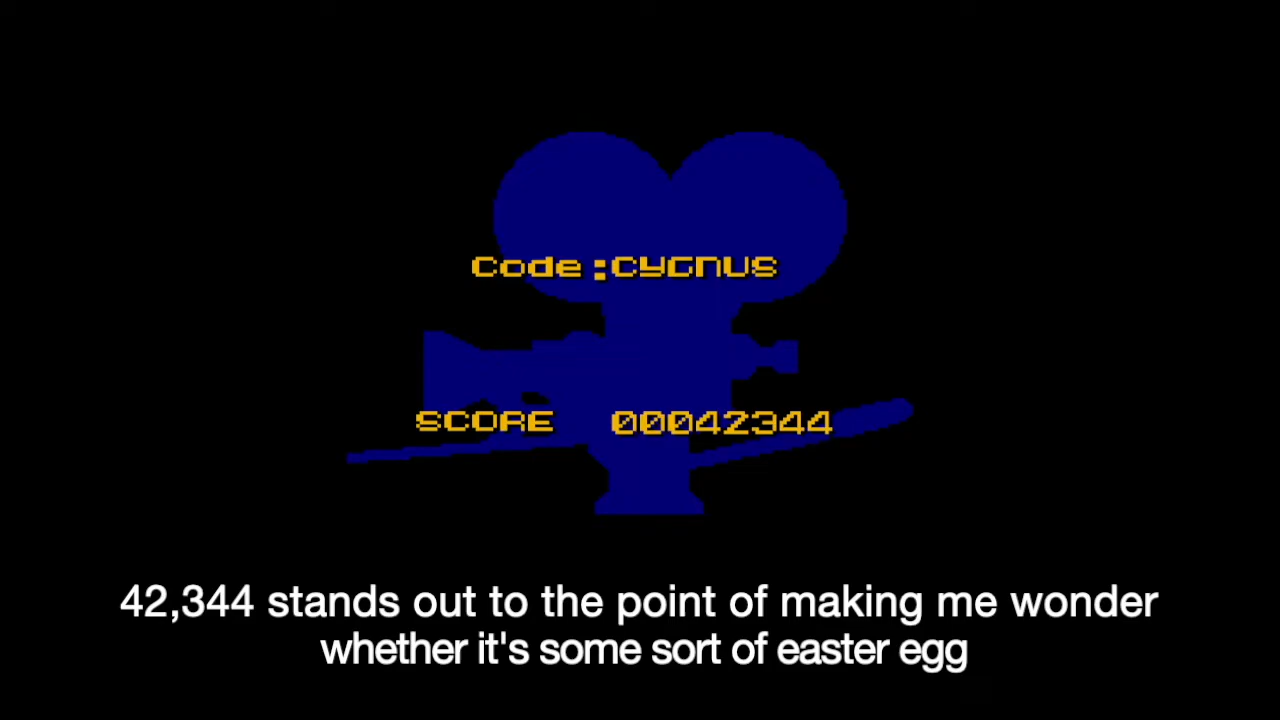 Code:CYGNUS
SCORE 00042344
42,344 stands out to the point of making me wonder
whether it's some sort of easter egg